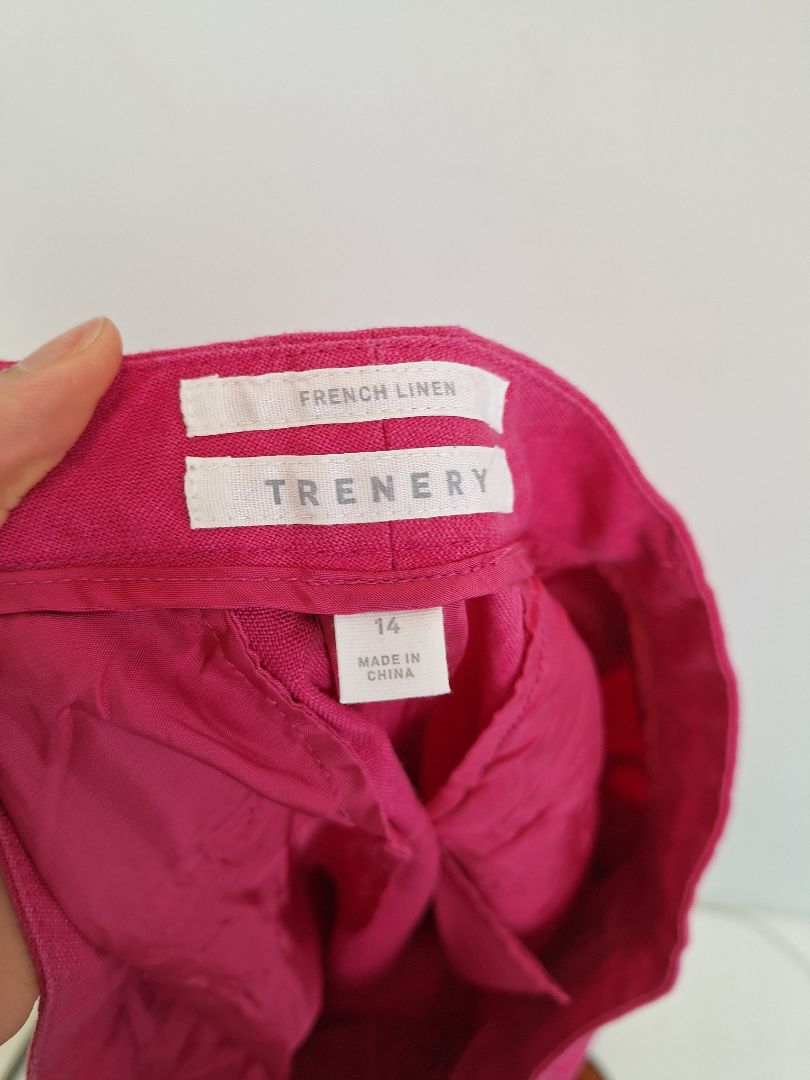 FRENCH LINEN
TRENERY
14
MADE IN
CHINA